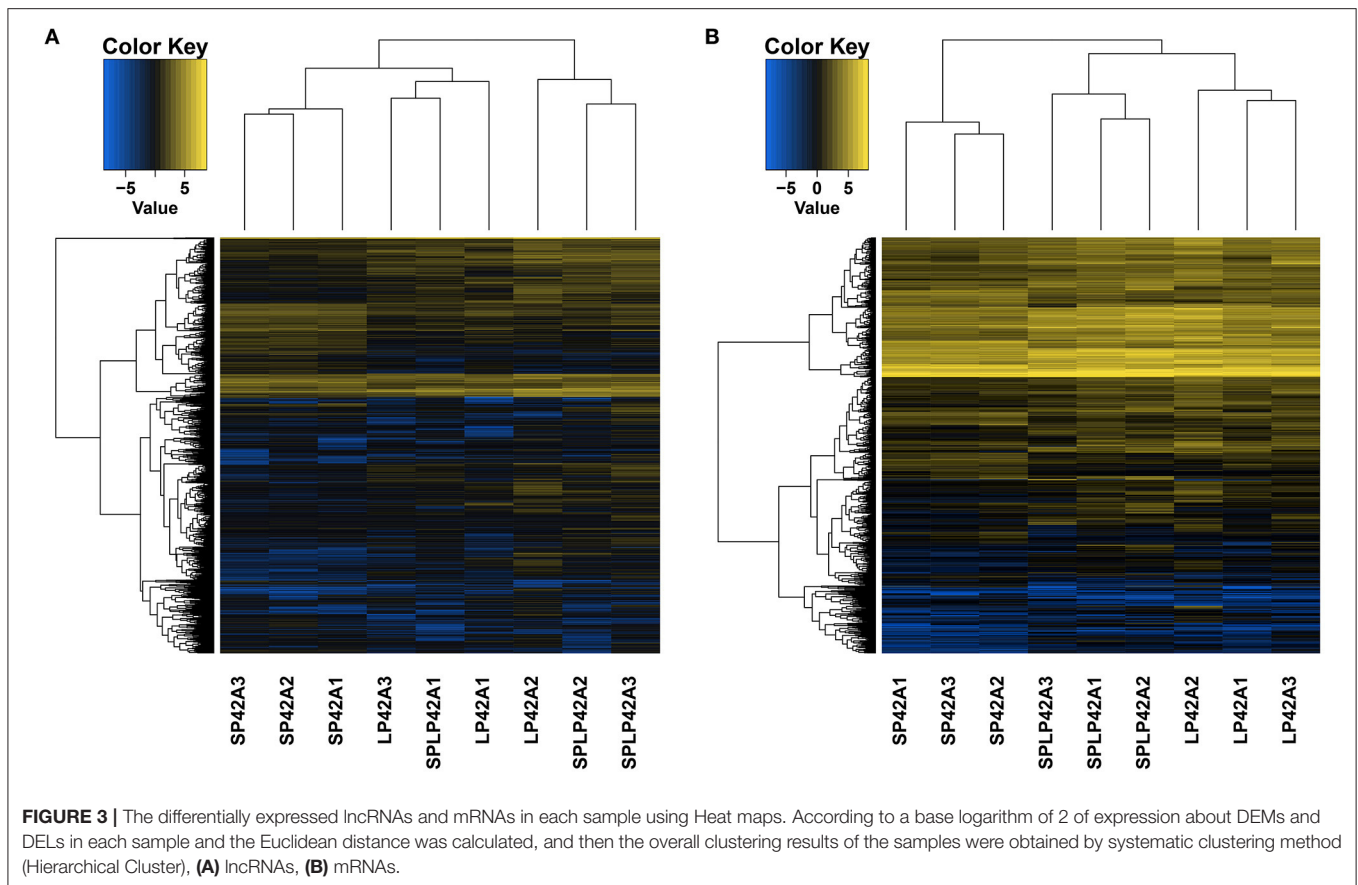 A
Color Key
−5
5
Value
SP42A3
SP42A2
SP42A1
LP42A3
SPLP42A1
LP42A1
LP42A2
SPLP42A2
SPLP42A3
B
Color Key
−5
0
5
Value
SP42A1
SP42A3
SP42A2
SPLP42A3
SPLP42A1
SPLP42A2
LP42A2
LP42A1
LP42A3
FIGURE 3 | The differentially expressed lncRNAs and mRNAs in each sample using Heat maps. According to a base logarithm of 2 of expression about DEMs and
DELs in each sample and the Euclidean distance was calculated, and then the overall clustering results of the samples were obtained by systematic clustering method
(Hierarchical Cluster), (A) lncRNAs, (B) mRNAs.